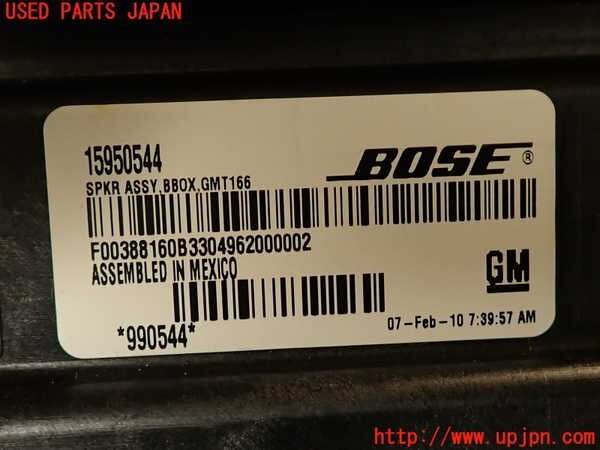 USED PARTS JAPAN
15950544
BOSE ®
SPKR ASSY,BBOX,GMT166
F00388160B3304962000002
ASSEMBLED IN MEXICO
GM
*990544*
07-Feb-10 7:39:57 AM
http://www.upjpn.com/